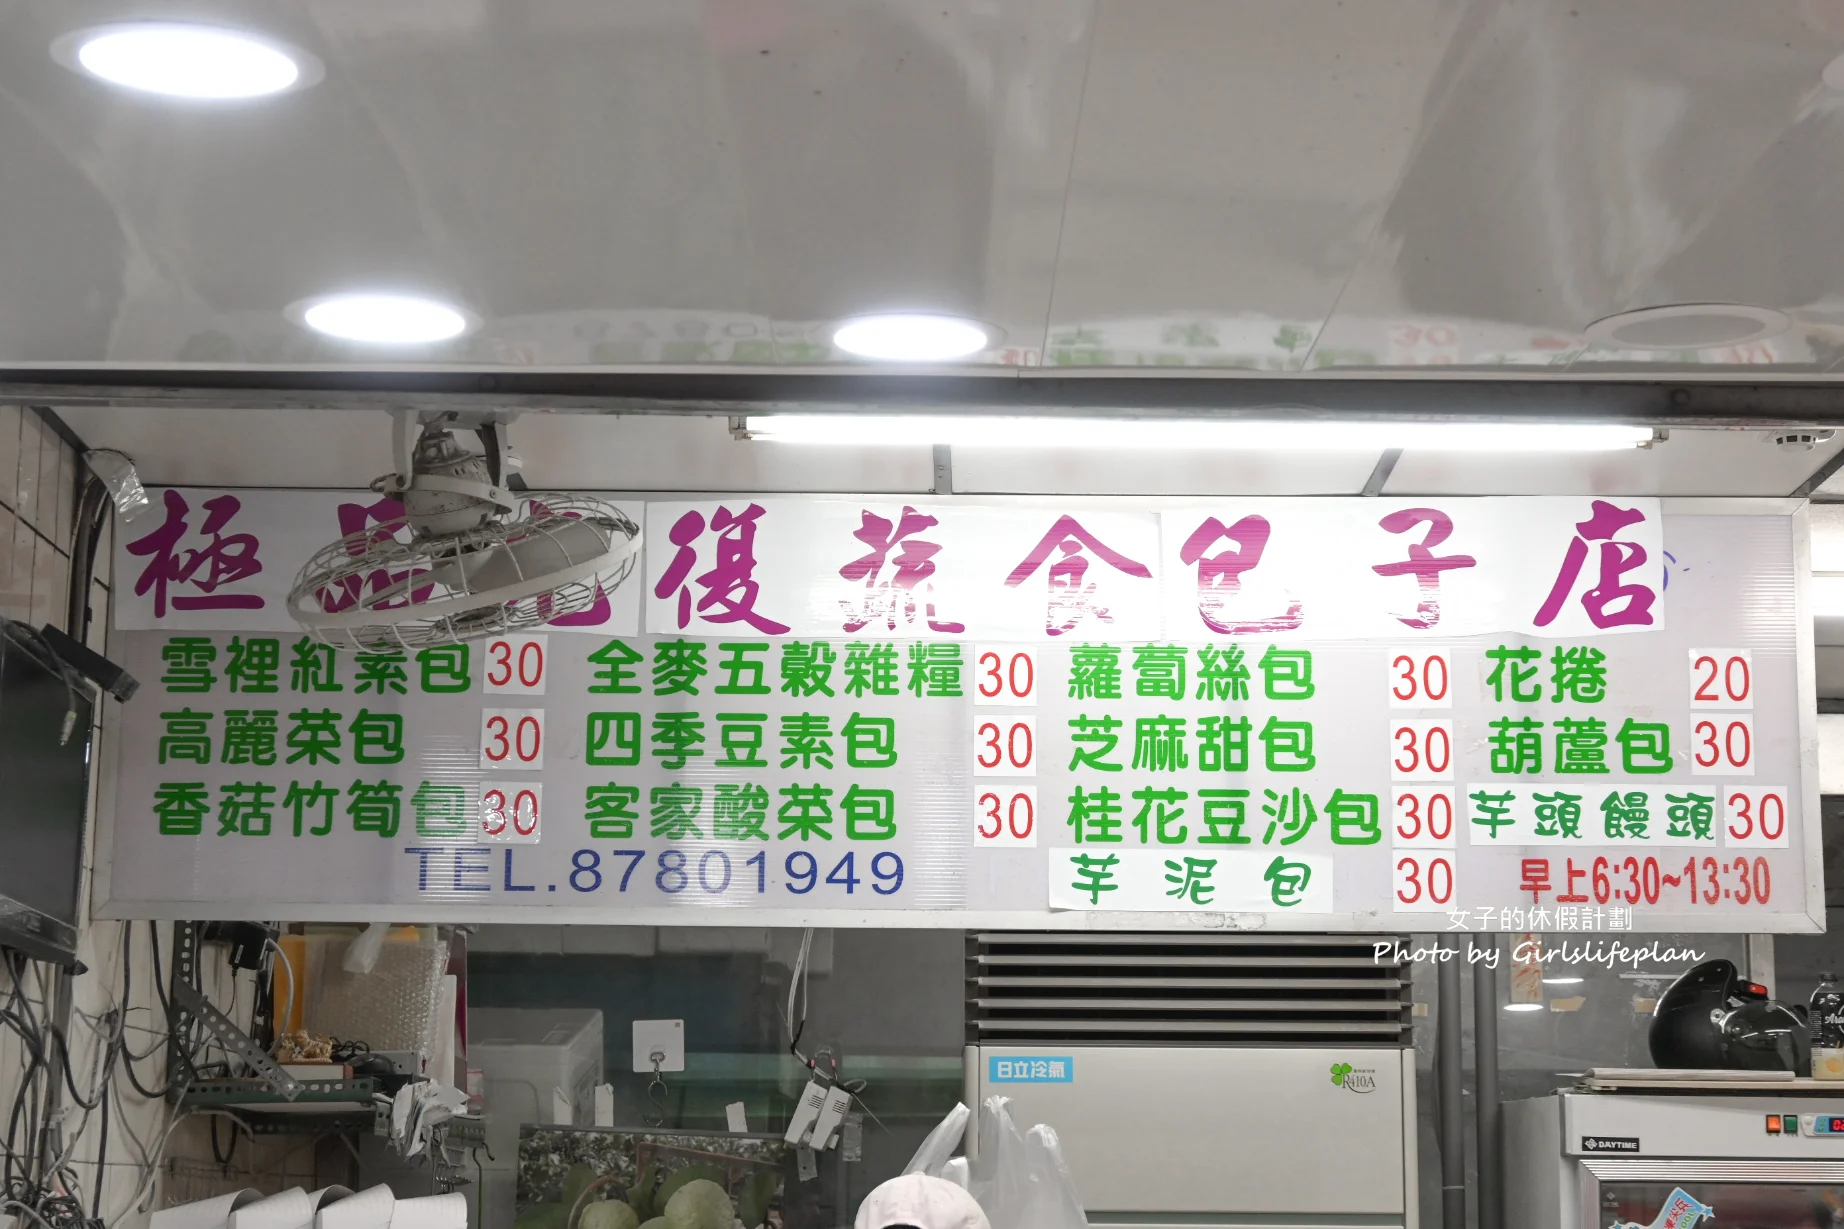 極品光復蔬食包子店
雪裡紅素包 30 全麥五穀雜糧 30 蘿蔔絲包 30 花捲 20
高麗菜包 30 四季豆素包 30 芝麻甜包 30 葫蘆包 30
香菇竹筍包 30 客家酸菜包 30 桂花豆沙包 30 芋頭饅頭 30
TEL.87801949 芋泥包 30 早上6:30~13:30
女子的休假計劃
Photo by Girlslifeplan
日立冷氣
R410A
DAYTIME